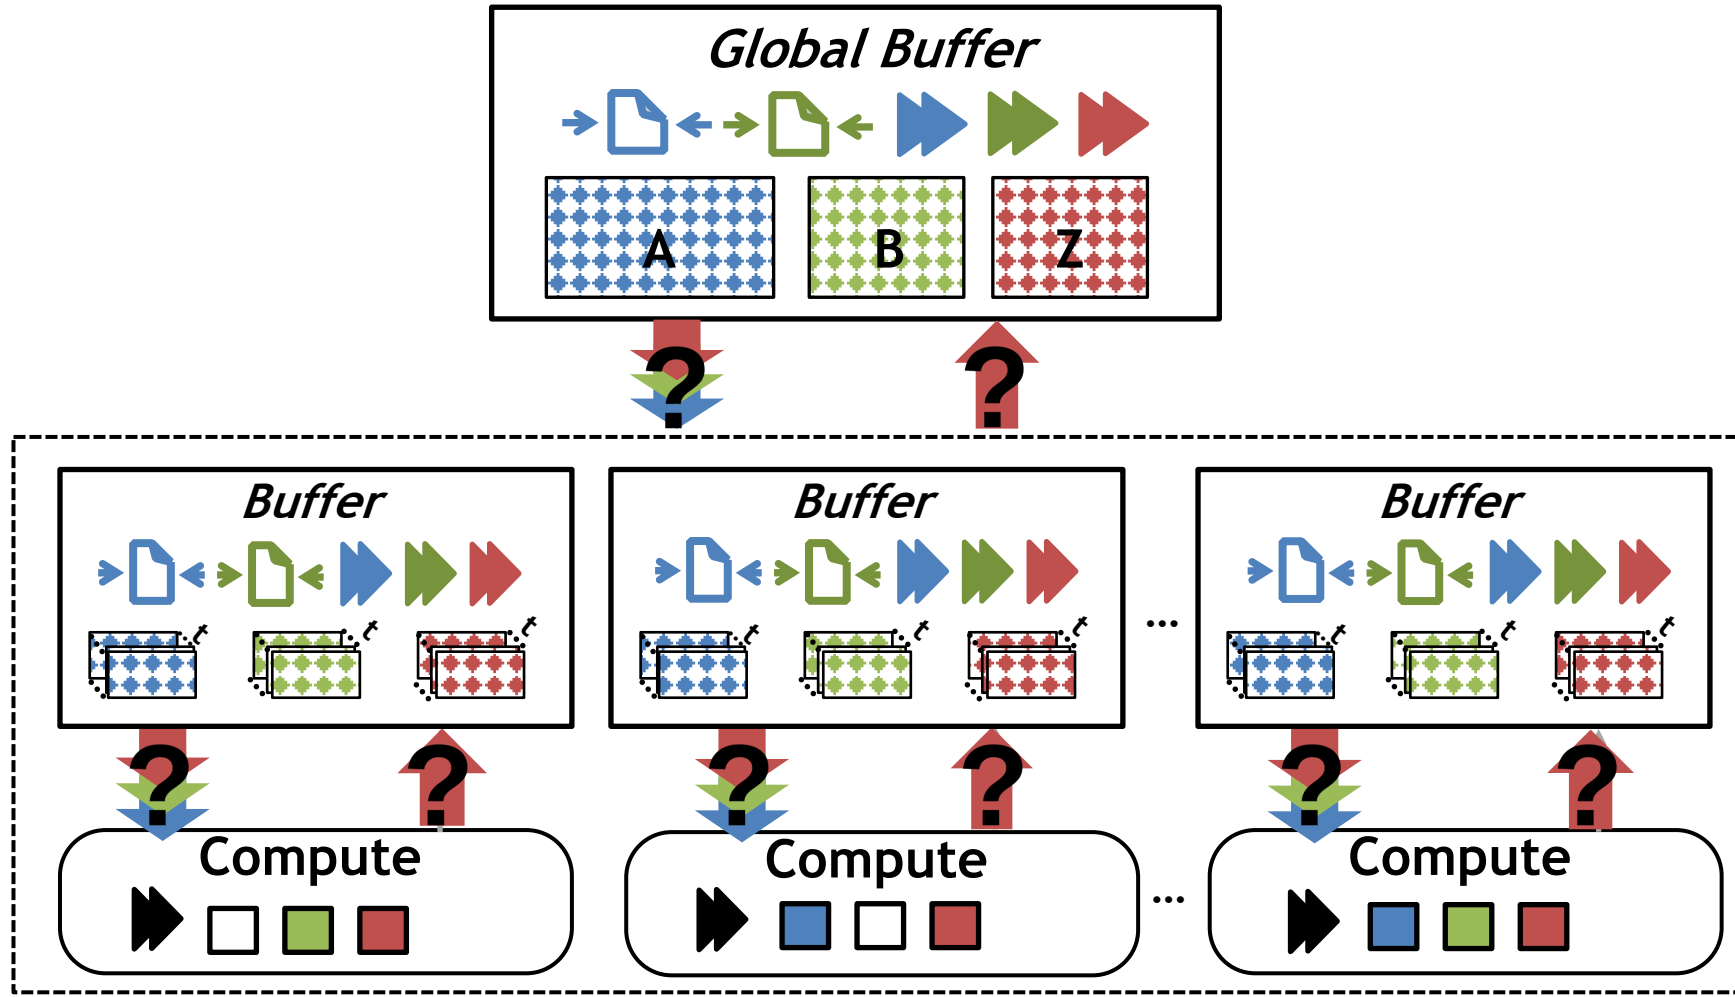 Global Buffer
A B Z
? ?
Buffer Buffer Buffer
...
t t t t t t t t t
? ? ? ? ? ?
Compute Compute Compute
...